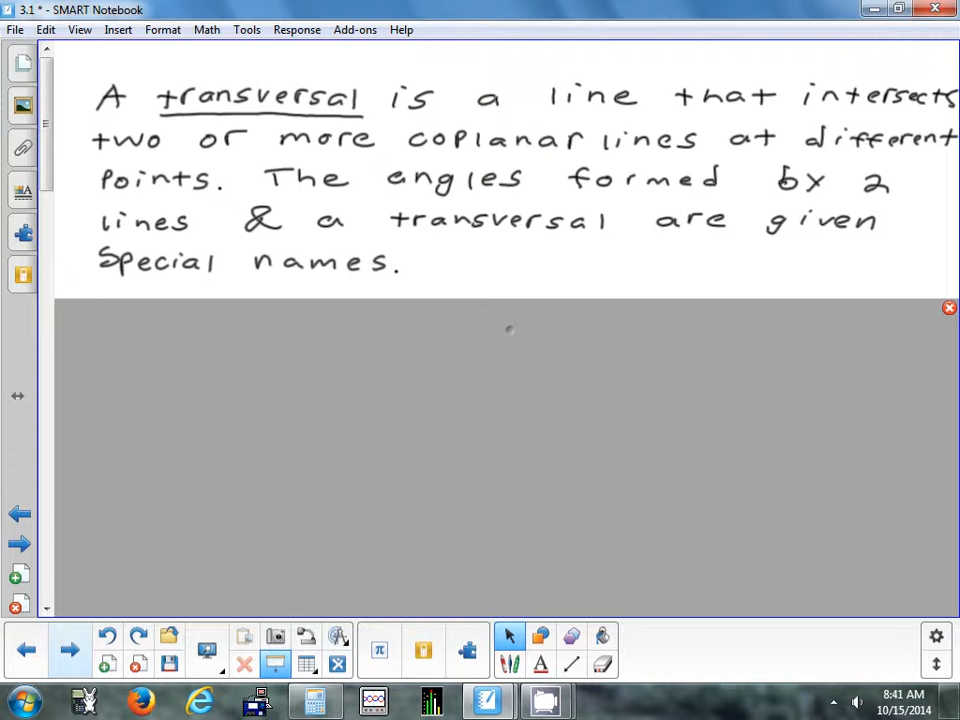 3.1 * - SMART Notebook
File Edit View Insert Format Math Tools Response Add-ons Help
A transversal is a line that intersects
two or more coplanar lines at different
points. The angles formed by 2
lines & a transversal are given
special names.
8:41 AM
10/15/2014